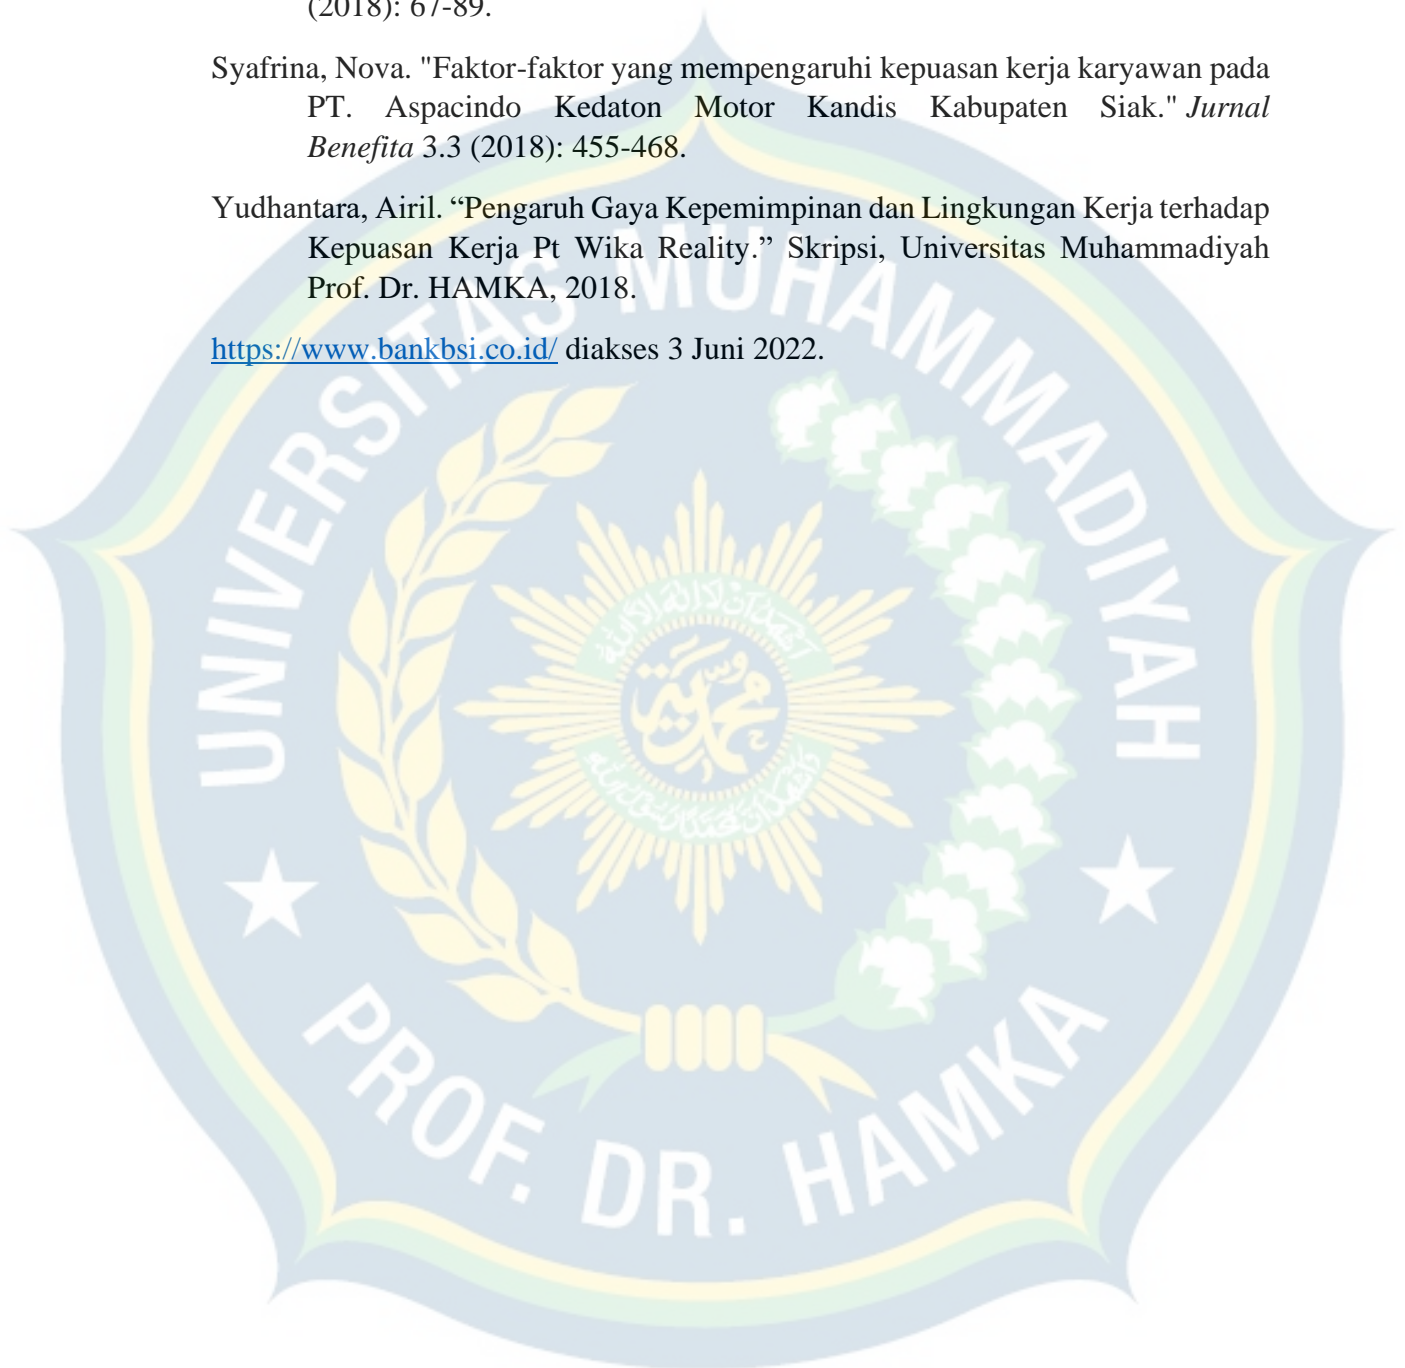 (2018): 67-89.
Syafrina, Nova. "Faktor-faktor yang mempengaruhi kepuasan kerja karyawan pada
PT. Aspacindo Kedaton Motor Kandis Kabupaten Siak." Jurnal
Benefita 3.3 (2018): 455-468.
Yudhantara, Airil. “Pengaruh Gaya Kepemimpinan dan Lingkungan Kerja terhadap
Kepuasan Kerja Pt Wika Reality.” Skripsi, Universitas Muhammadiyah
Prof. Dr. HAMKA, 2018.
https://www.bankbsi.co.id/ diakses 3 Juni 2022.
UNIVERSITAS MUHAMMADIYAH
محمدية
PROF. DR. HAMKA